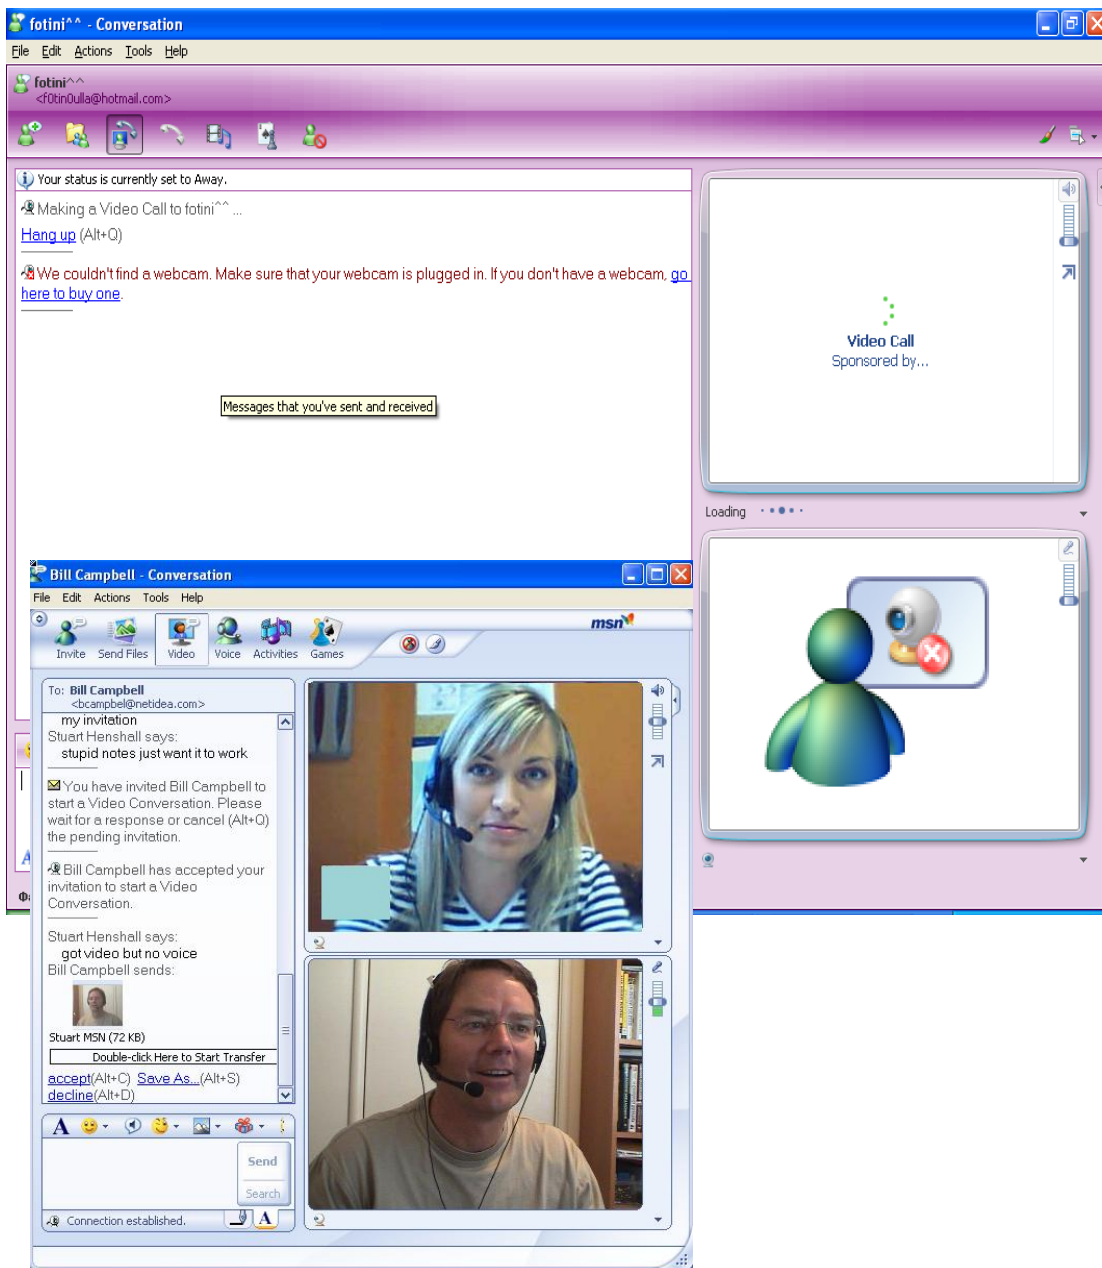 fotini^^ - Conversation
File Edit Actions Tools Help
fotini^^
<f0tin0ulla@hotmail.com>
Your status is currently set to Away.
Making a Video Call to fotini^^ ...
Hang up (Alt+Q)
We couldn't find a webcam. Make sure that your webcam is plugged in. If you don't have a webcam, go
here to buy one.
Messages that you've sent and received
Video Call
Sponsored by...
Loading
Bill Campbell - Conversation
File Edit Actions Tools Help
msn
Invite Send Files Video Voice Activities Games
To: Bill Campbell
<bcampbel@netidea.com>
my invitation
Stuart Henshall says:
stupid notes just want it to work
You have invited Bill Campbell to
start a Video Conversation. Please
wait for a response or cancel (Alt+Q)
the pending invitation.
Bill Campbell has accepted your
invitation to start a Video
Conversation.
Stuart Henshall says:
got video but no voice
Bill Campbell sends:
Stuart MSN (72 KB)
Double-click Here to Start Transfer
accept(Alt+C) Save As...(Alt+S)
decline(Alt+D)
Send
Search
Connection established.